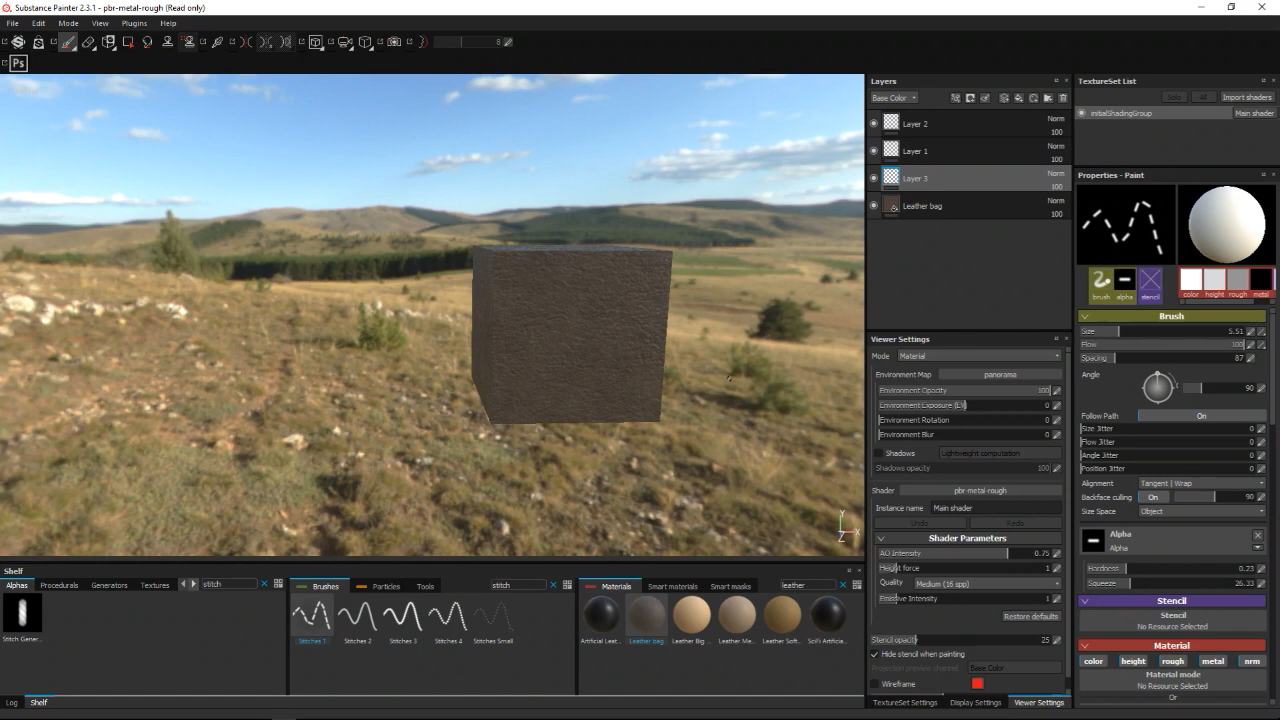 Substance Painter 2.3.1 - pbr-metal-rough (Read only)
File Edit Mode View Plugins Help
8
Ps
Layers
Base Color
Layer 2 Norm 100
Layer 1 Norm 100
Layer 3 Norm 100
Leather bag Norm 100
TextureSet List
Solo All Import shaders
initialShadingGroup Main shader
Properties - Paint
brush alpha stencil color height rough metal
Brush
Size 5.51
Flow 100
Spacing 87
Angle 90
Follow Path On
Size Jitter 0
Flow Jitter 0
Angle Jitter 0
Position Jitter 0
Alignment Tangent | Wrap
Backface culling On 90
Size Space Object
Alpha
Alpha
Hardness 0.23
Squeeze 26.33
Stencil
Stencil
No Resource Selected
Material
color height rough metal nrm
Material mode
No Resource Selected
Or
Viewer Settings
Mode Material
Environment Map panorama
Environment Opacity 100
Environment Exposure (EV) 0
Environment Rotation 0
Environment Blur 0
Shadows Lightweight computation
Shadows opacity 100
Shader pbr-metal-rough
Instance name Main shader
Undo Redo
Shader Parameters
AO Intensity 0.75
Height force 1
Quality Medium (16 spp)
Emissive Intensity 1
Restore defaults
Stencil opacity 25
Hide stencil when painting
Projection preview channel Base Color
Wireframe
TextureSet Settings Display Settings Viewer Settings
Y
X
Z
Shelf
Alphas Procedurals Generators Textures stitch
Stitch Gener...
Brushes Particles Tools stitch
Stitches 1 Stitches 2 Stitches 3 Stitches 4 Stitches Small
Materials Smart materials Smart masks leather
Artificial Leat... Leather bag Leather Big ... Leather Me... Leather Soft... SciFi Artificia...
Log Shelf